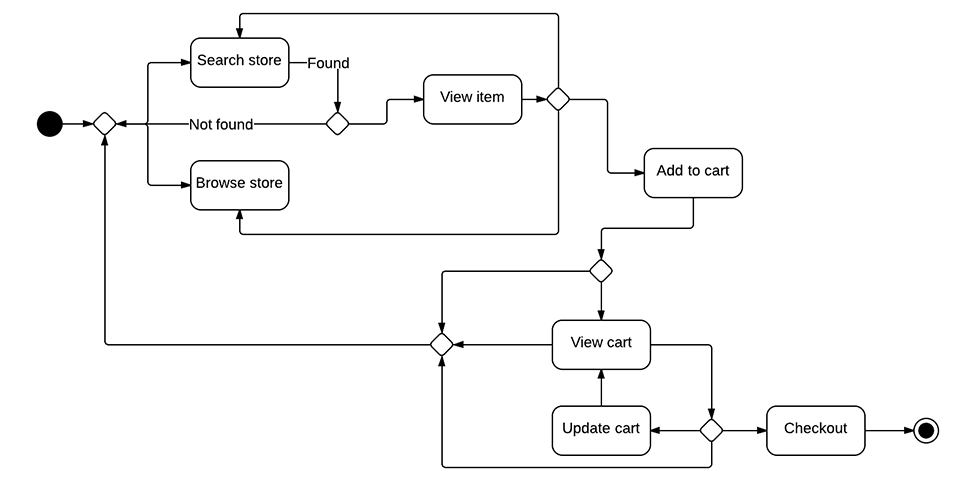 Search store
Found
View item
Not found
Add to cart
Browse store
View cart
Update cart
Checkout